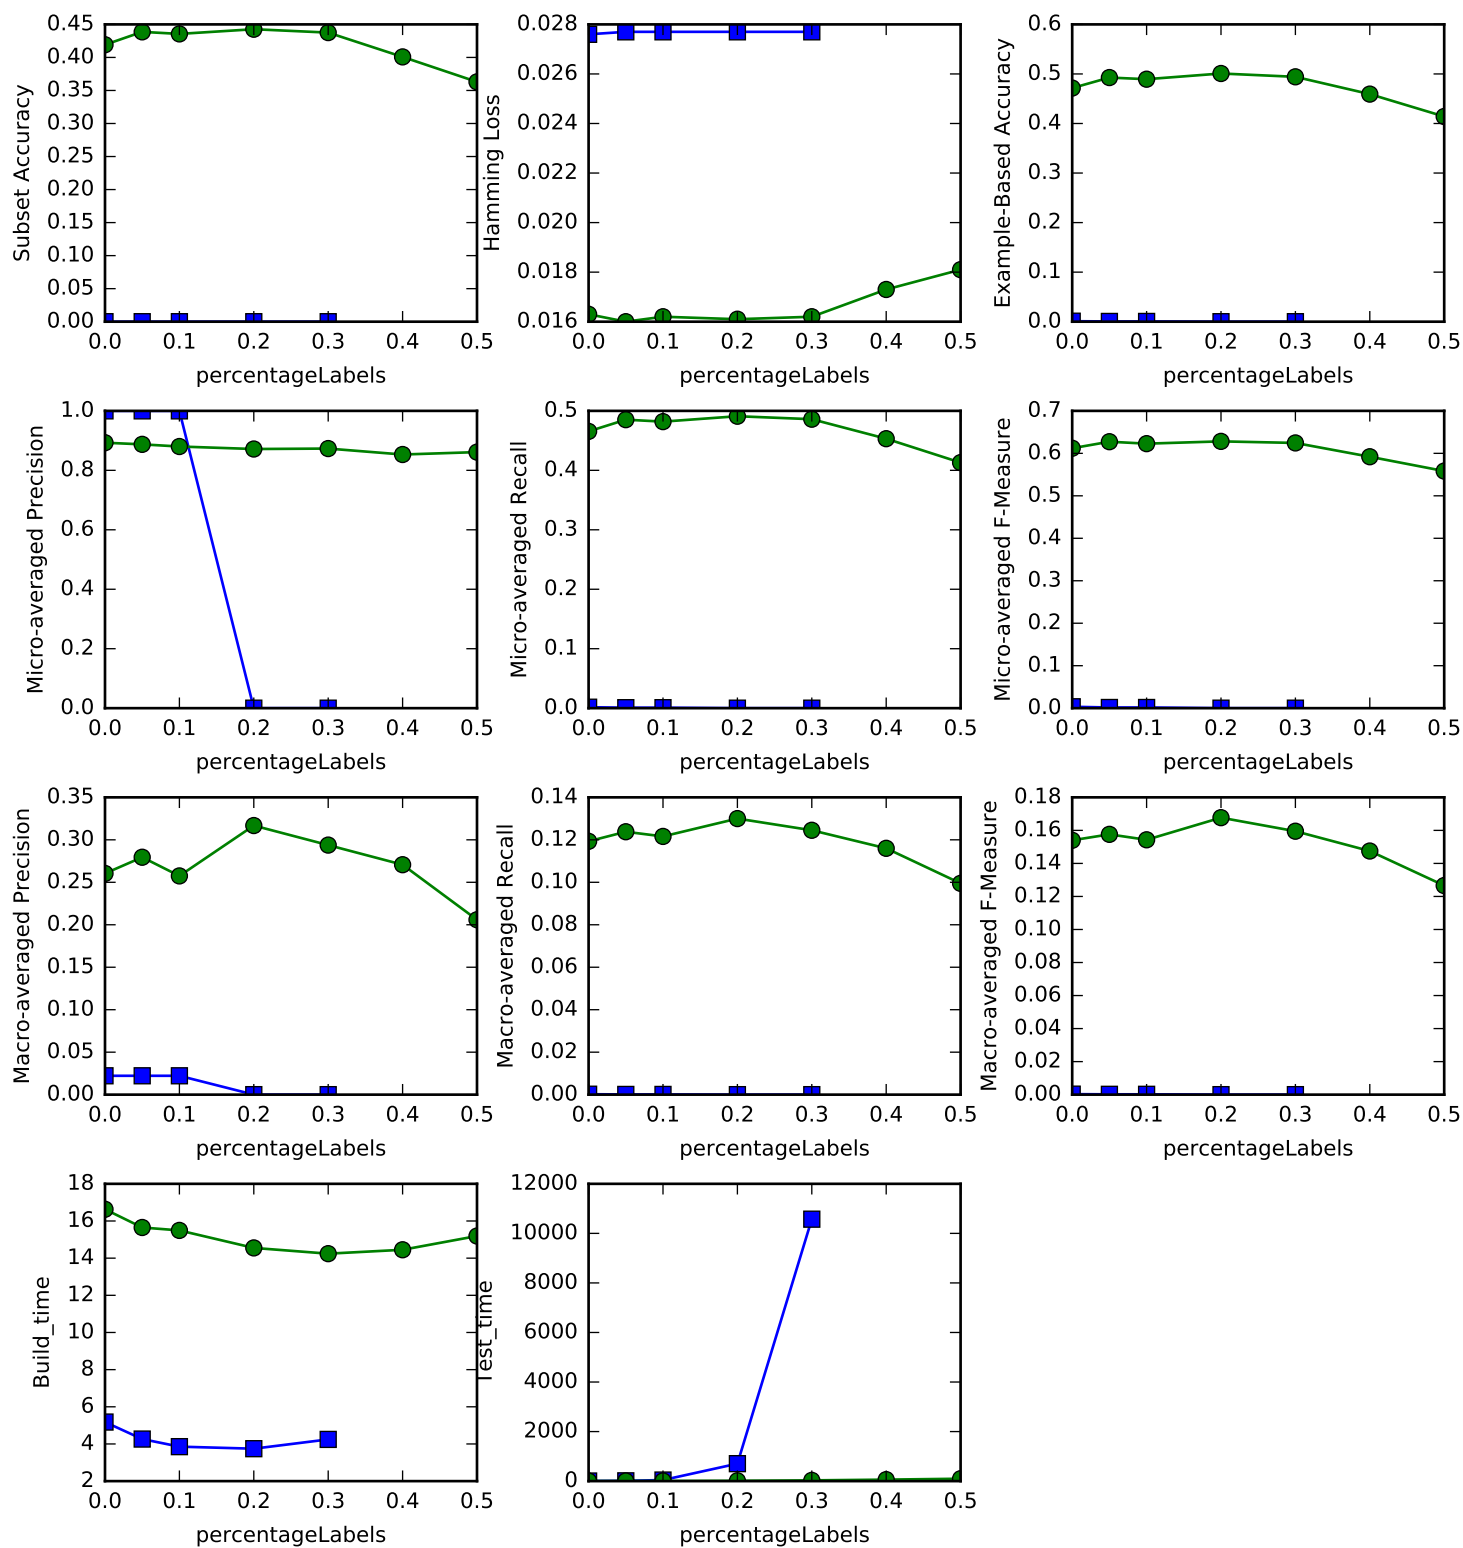 0.45
0.40
0.35
0.30
0.25
0.20
0.15
0.10
0.05
0.00
Subset Accuracy
0.0 0.1 0.2 0.3 0.4 0.5
percentageLabels
0.028
0.026
0.024
0.022
0.020
0.018
0.016
Hamming Loss
0.0 0.1 0.2 0.3 0.4 0.5
percentageLabels
0.6
0.5
0.4
0.3
0.2
0.1
0.0
Example-Based Accuracy
0.0 0.1 0.2 0.3 0.4 0.5
percentageLabels
1.0
0.8
0.6
0.4
0.2
0.0
Micro-averaged Precision
0.0 0.1 0.2 0.3 0.4 0.5
percentageLabels
0.5
0.4
0.3
0.2
0.1
0.0
Micro-averaged Recall
0.0 0.1 0.2 0.3 0.4 0.5
percentageLabels
0.7
0.6
0.5
0.4
0.3
0.2
0.1
0.0
Micro-averaged F-Measure
0.0 0.1 0.2 0.3 0.4 0.5
percentageLabels
0.35
0.30
0.25
0.20
0.15
0.10
0.05
0.00
Macro-averaged Precision
0.0 0.1 0.2 0.3 0.4 0.5
percentageLabels
0.14
0.12
0.10
0.08
0.06
0.04
0.02
0.00
Macro-averaged Recall
0.0 0.1 0.2 0.3 0.4 0.5
percentageLabels
0.18
0.16
0.14
0.12
0.10
0.08
0.06
0.04
0.02
0.00
Macro-averaged F-Measure
0.0 0.1 0.2 0.3 0.4 0.5
percentageLabels
18
16
14
12
10
8
6
4
2
Build_time
0.0 0.1 0.2 0.3 0.4 0.5
percentageLabels
12000
10000
8000
6000
4000
2000
0
Test_time
0.0 0.1 0.2 0.3 0.4 0.5
percentageLabels